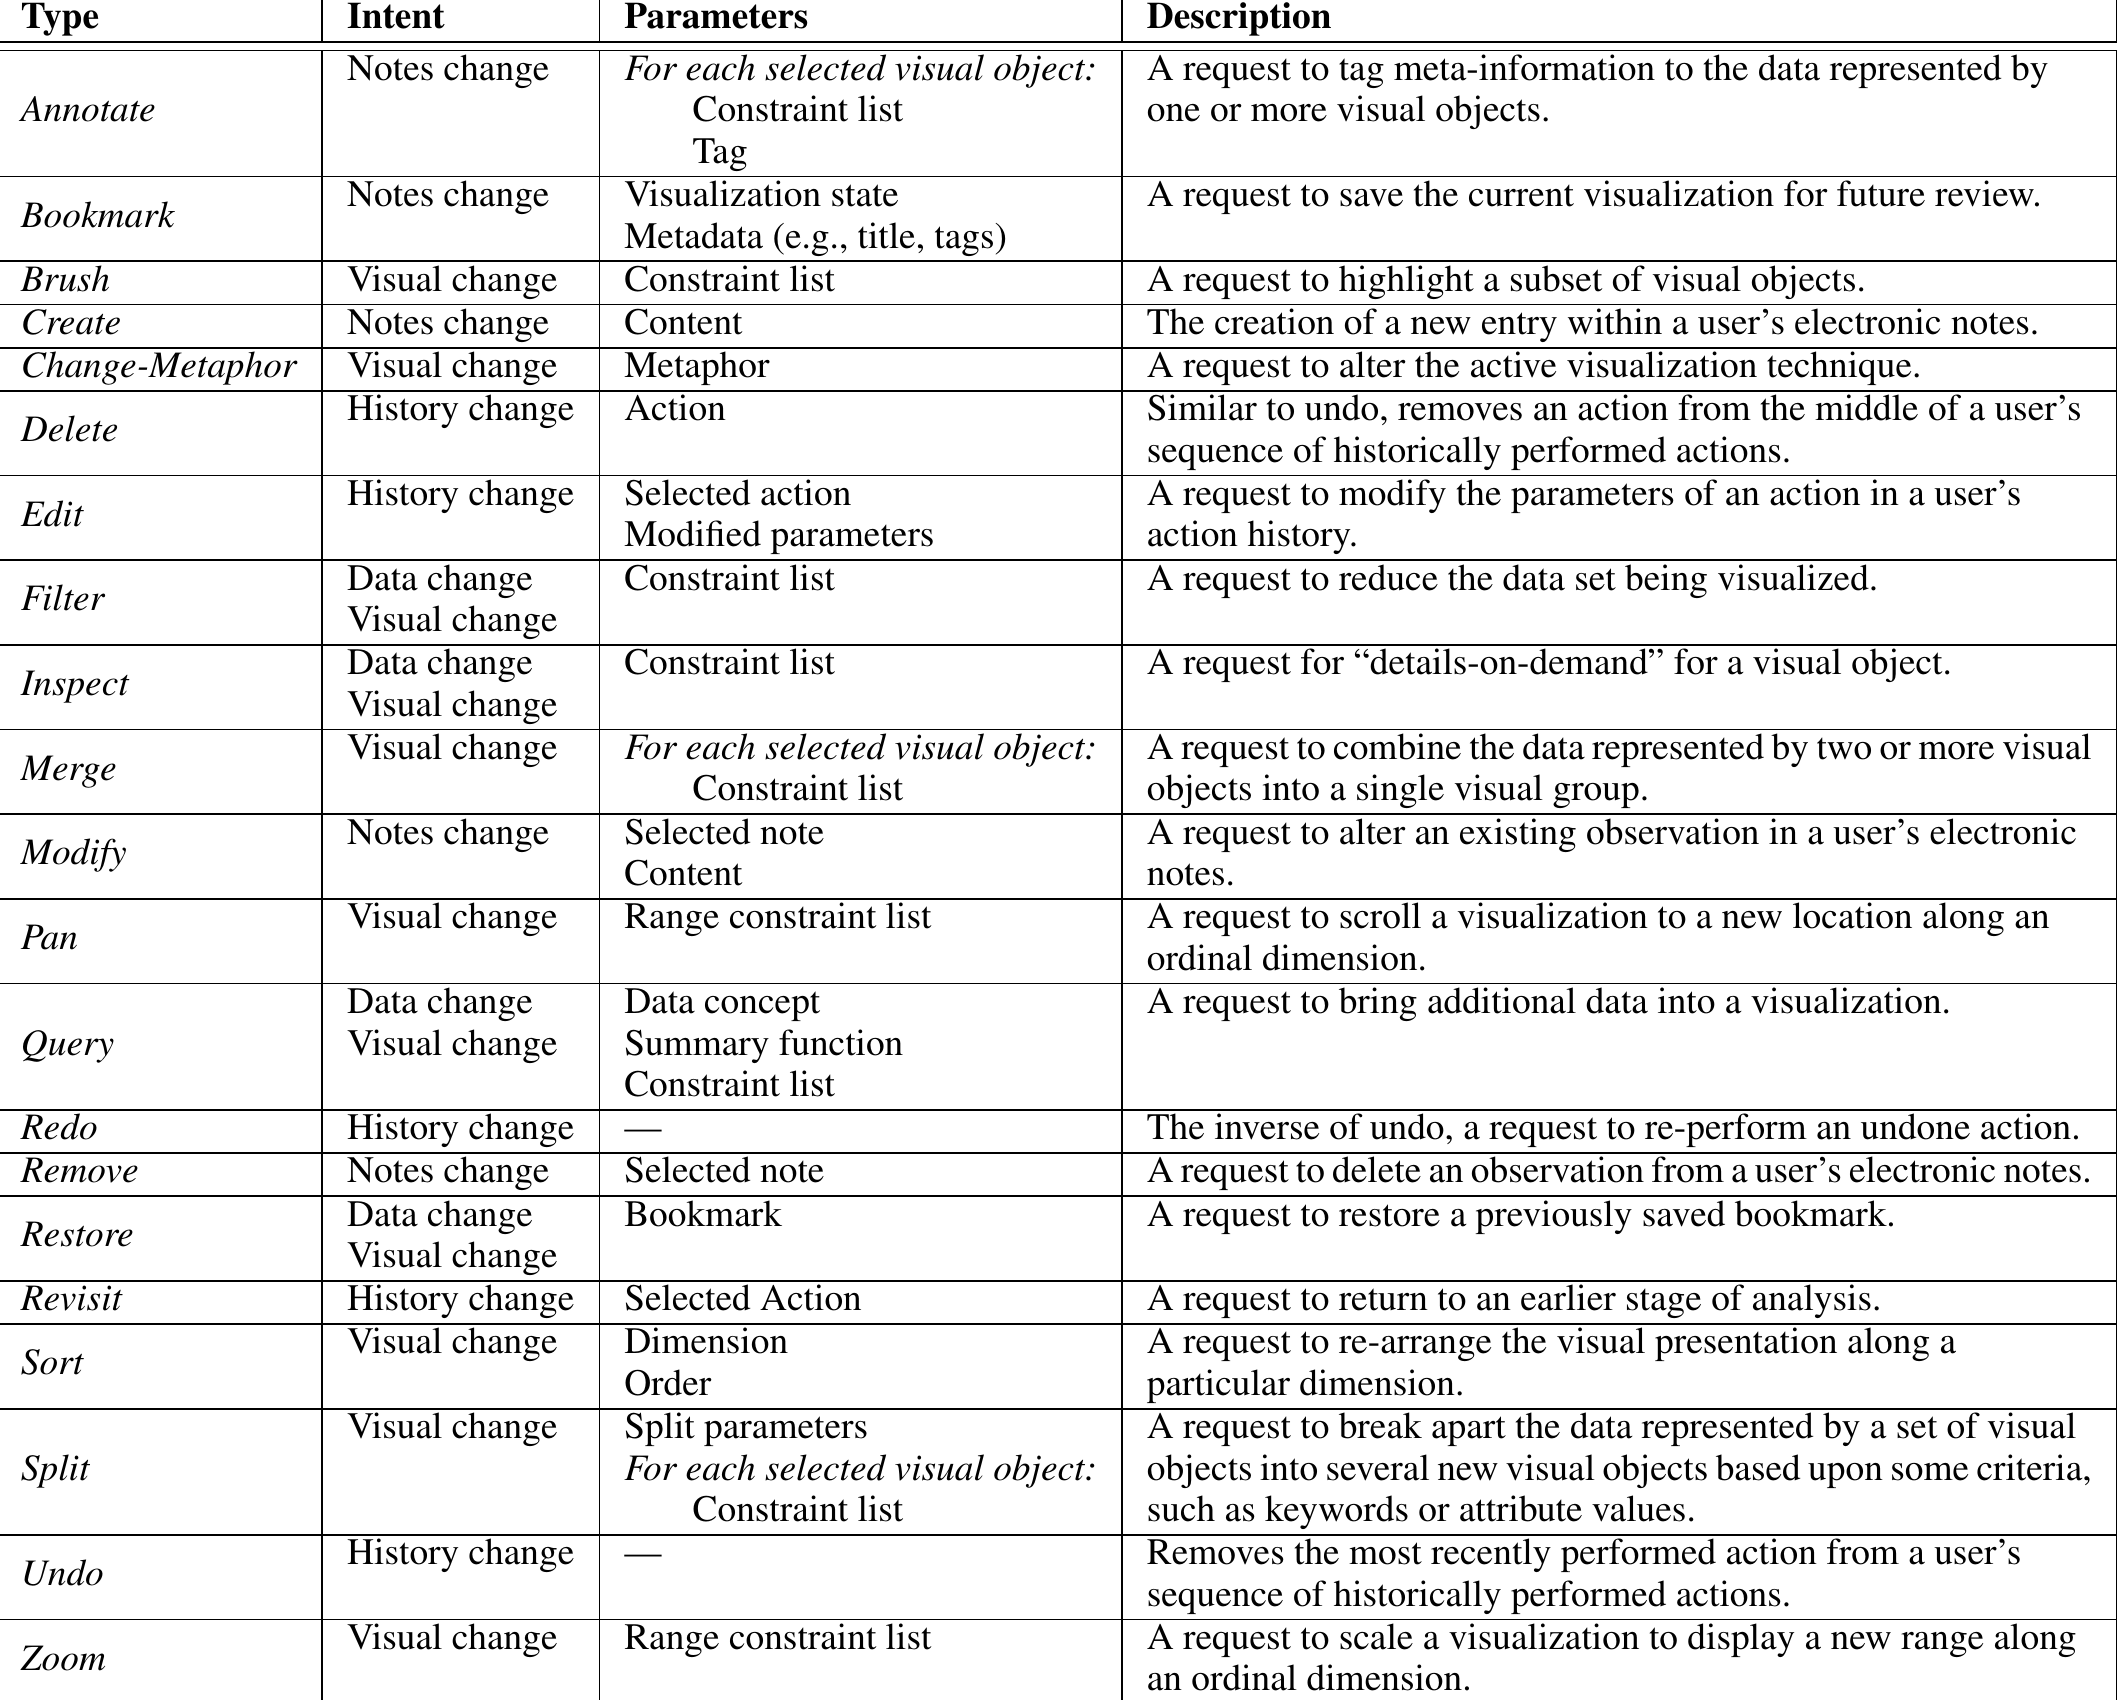 Type Intent Parameters Description
Annotate Notes change For each selected visual object: A request to tag meta-information to the data represented by
Constraint list one or more visual objects.
Tag
Bookmark Notes change Visualization state A request to save the current visualization for future review.
Metadata (e.g., title, tags)
Brush Visual change Constraint list A request to highlight a subset of visual objects.
Create Notes change Content The creation of a new entry within a user’s electronic notes.
Change-Metaphor Visual change Metaphor A request to alter the active visualization technique.
Delete History change Action Similar to undo, removes an action from the middle of a user’s
sequence of historically performed actions.
Edit History change Selected action A request to modify the parameters of an action in a user’s
Modified parameters action history.
Filter Data change Constraint list A request to reduce the data set being visualized.
Visual change
Inspect Data change Constraint list A request for “details-on-demand” for a visual object.
Visual change
Merge Visual change For each selected visual object: A request to combine the data represented by two or more visual
Constraint list objects into a single visual group.
Modify Notes change Selected note A request to alter an existing observation in a user’s electronic
Content notes.
Pan Visual change Range constraint list A request to scroll a visualization to a new location along an
ordinal dimension.
Query Data change Data concept A request to bring additional data into a visualization.
Visual change Summary function
Constraint list
Redo History change — The inverse of undo, a request to re-perform an undone action.
Remove Notes change Selected note A request to delete an observation from a user’s electronic notes.
Restore Data change Bookmark A request to restore a previously saved bookmark.
Visual change
Revisit History change Selected Action A request to return to an earlier stage of analysis.
Sort Visual change Dimension A request to re-arrange the visual presentation along a
Order particular dimension.
Split Visual change Split parameters A request to break apart the data represented by a set of visual
For each selected visual object: objects into several new visual objects based upon some criteria,
Constraint list such as keywords or attribute values.
Undo History change — Removes the most recently performed action from a user’s
sequence of historically performed actions.
Zoom Visual change Range constraint list A request to scale a visualization to display a new range along
an ordinal dimension.